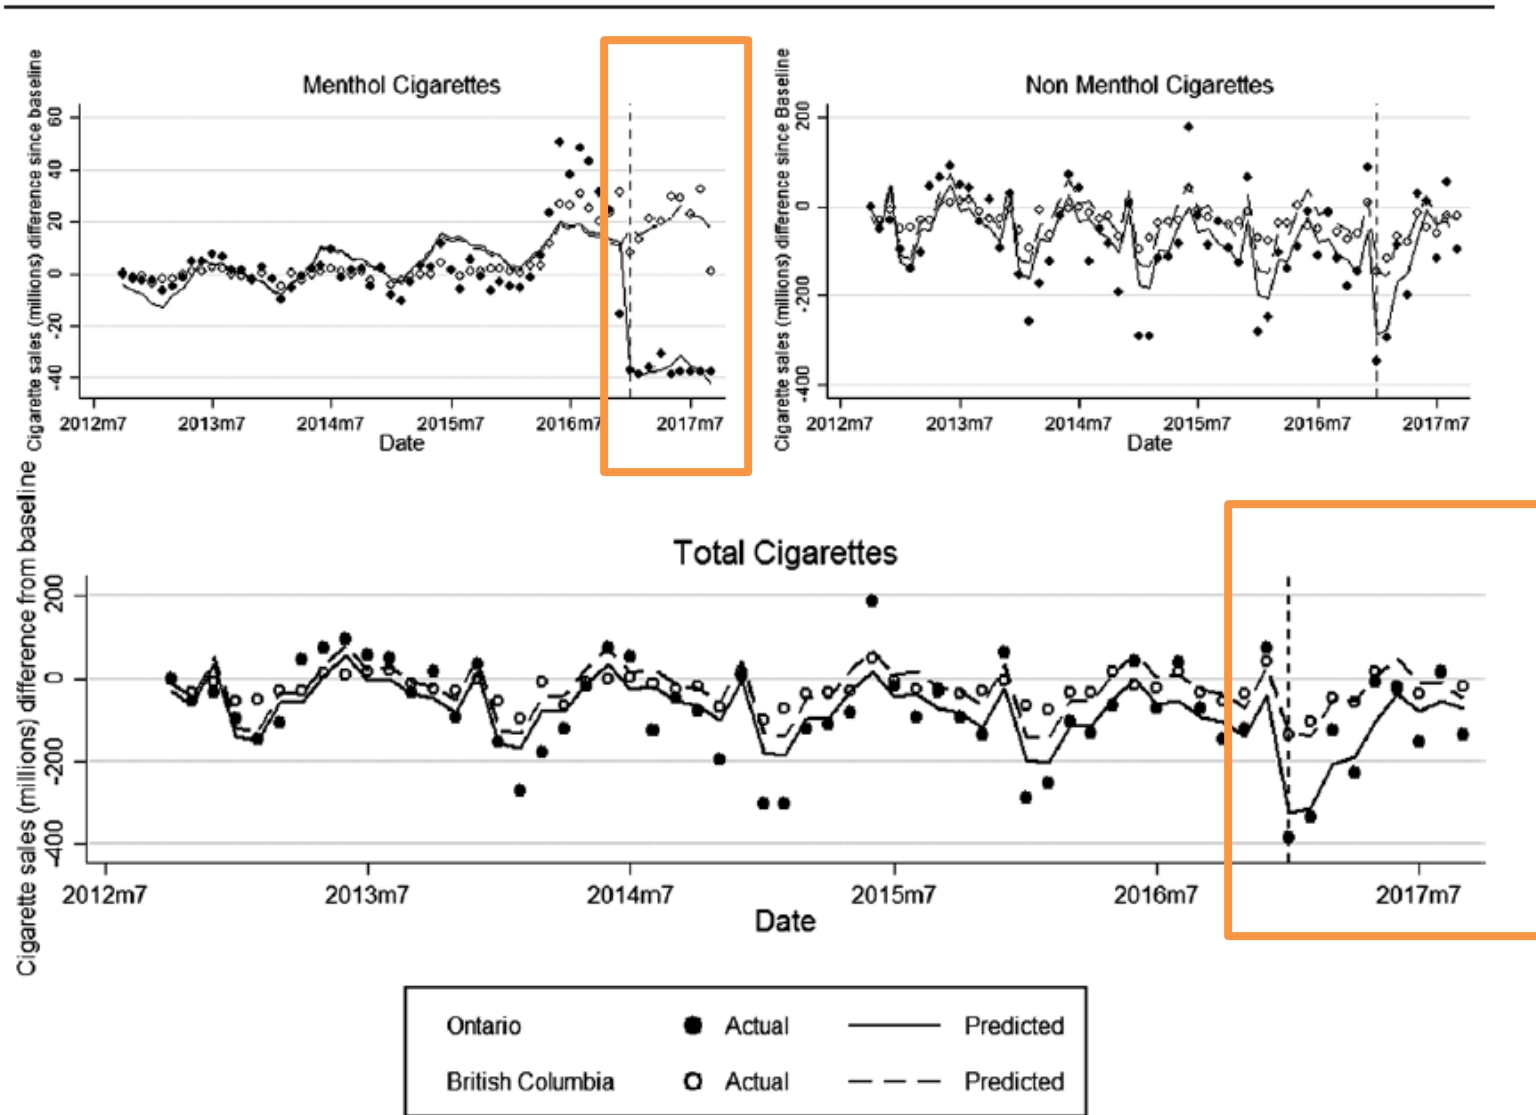 Menthol Cigarettes
Cigarette sales (millions) difference since baseline
60
40
20
0
-20
-40
2012m7 2013m7 2014m7 2015m7 2016m7 2017m7
Date
Non Menthol Cigarettes
Cigarette sales (millions) difference since Baseline
200
0
-200
-400
2012m7 2013m7 2014m7 2015m7 2016m7 2017m7
Date
Total Cigarettes
Cigarette sales (millions) difference from baseline
200
0
-200
-400
2012m7 2013m7 2014m7 2015m7 2016m7 2017m7
Date
Ontario Actual Predicted
British Columbia Actual Predicted